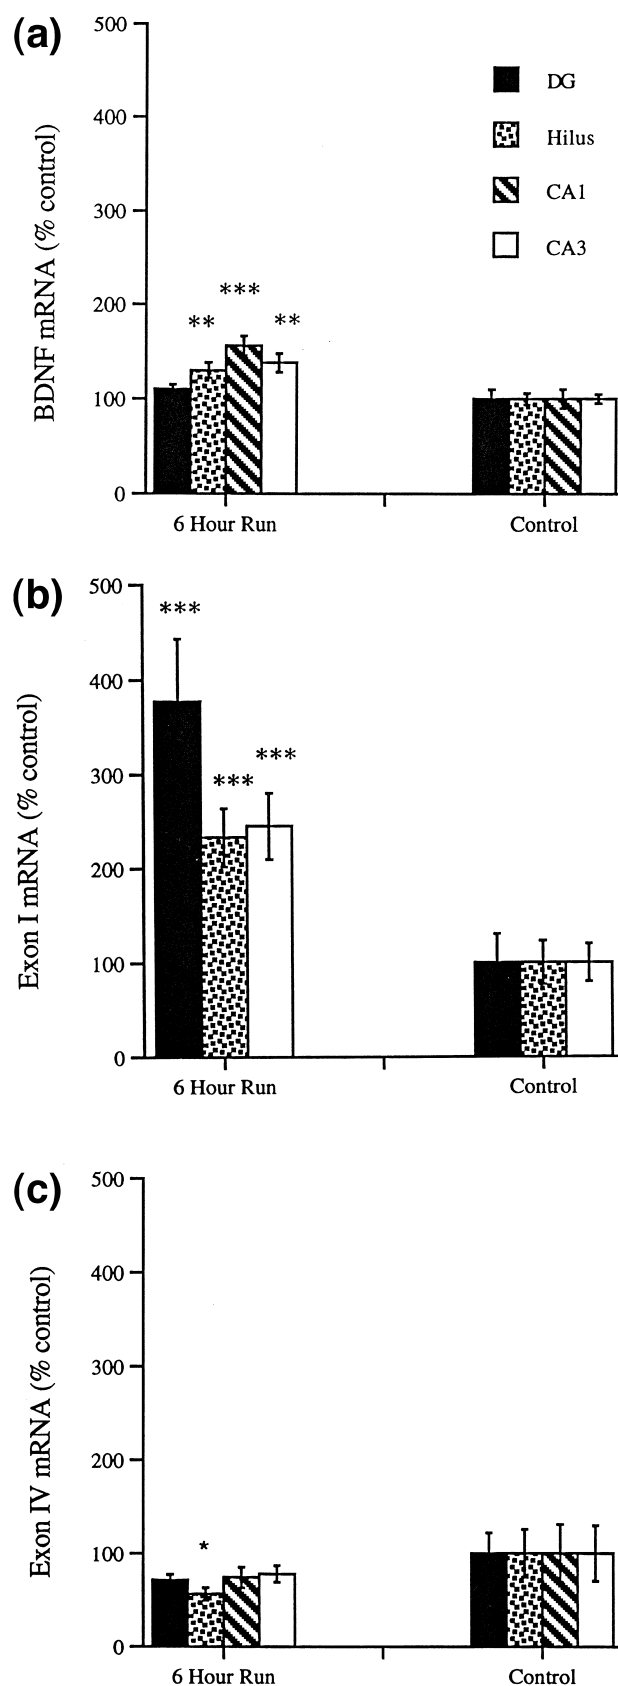 (a)
500
400
300
200
100
0
BDNF mRNA (% control)
DG
Hilus
CA1
CA3
** *** **
6 Hour Run Control
(b)
500
400
300
200
100
0
Exon I mRNA (% control)
*** *** ***
6 Hour Run Control
(c)
500
400
300
200
100
0
Exon IV mRNA (% control)
*
6 Hour Run Control